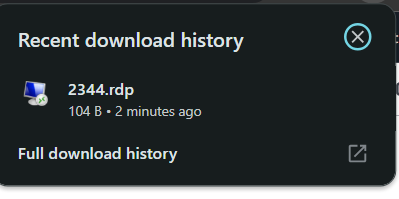 Recent download history
2344.rdp
104 B • 2 minutes ago
Full download history